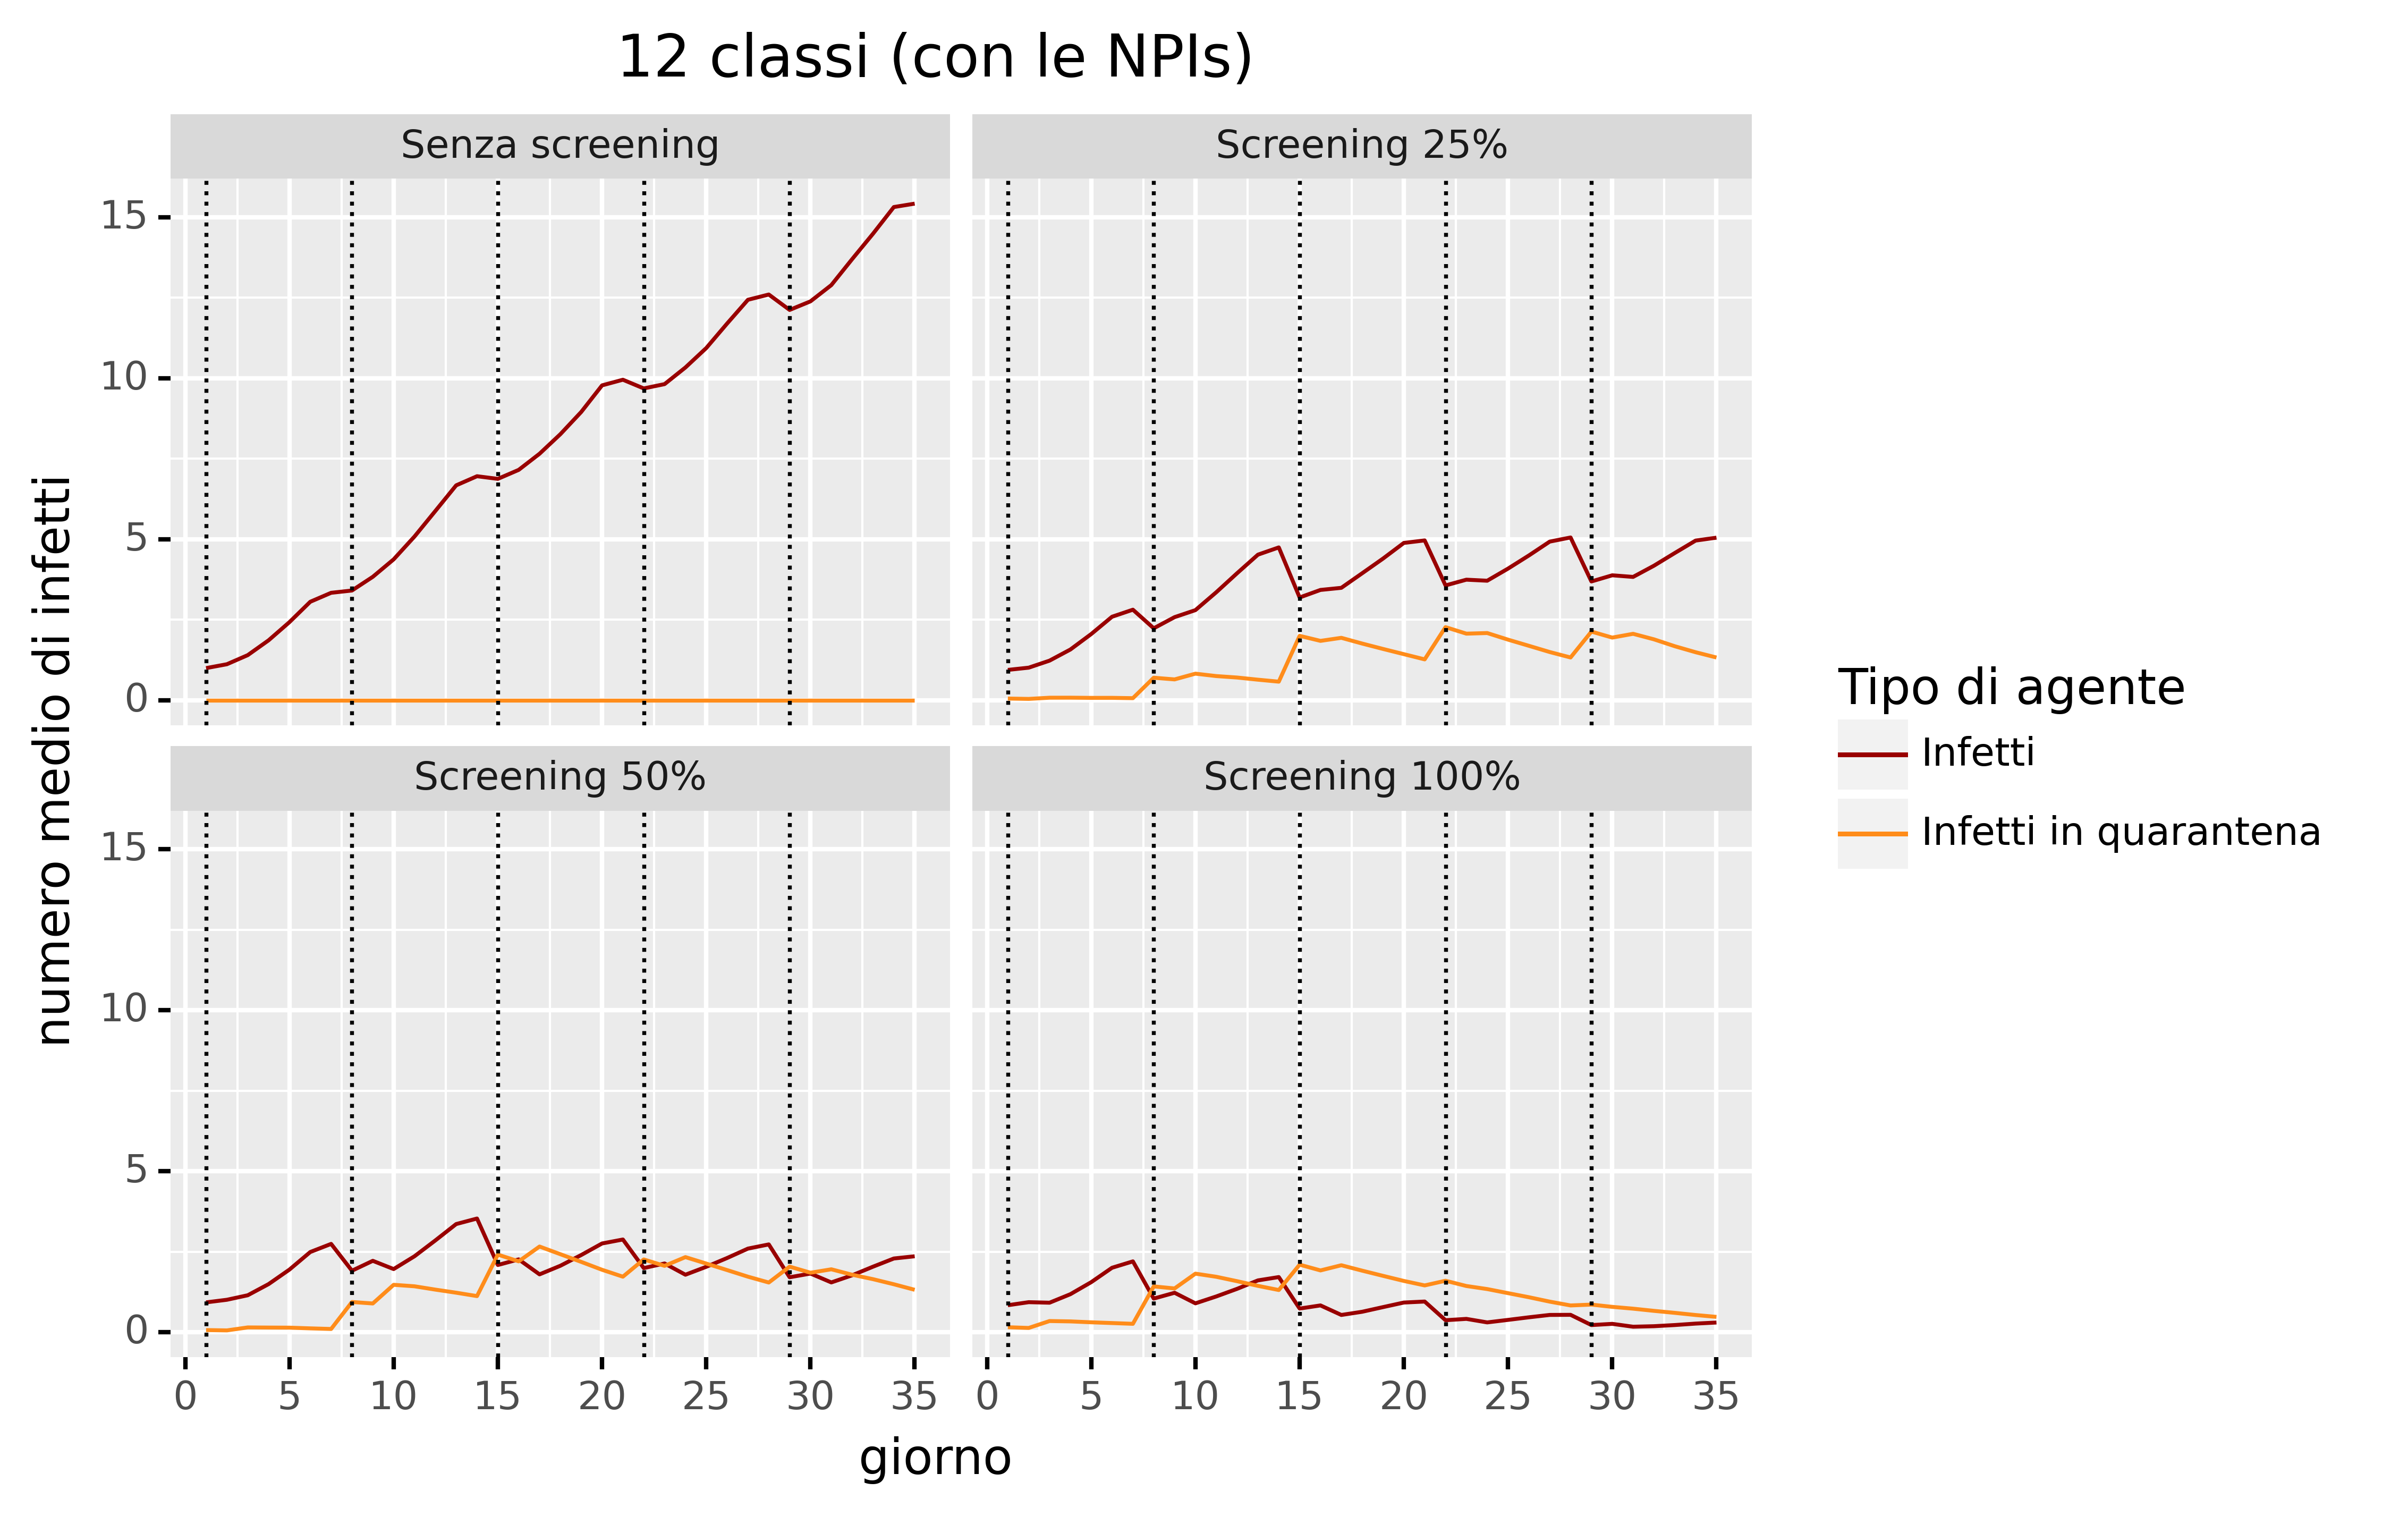 12 classi (con le NPIs)
Senza screening
Screening 25%
15
10
5
0
Screening 50%
Screening 100%
15
10
5
0
0 5 10 15 20 25 30 35
0 5 10 15 20 25 30 35
giorno
numero medio di infetti
Tipo di agente
Infetti
Infetti in quarantena